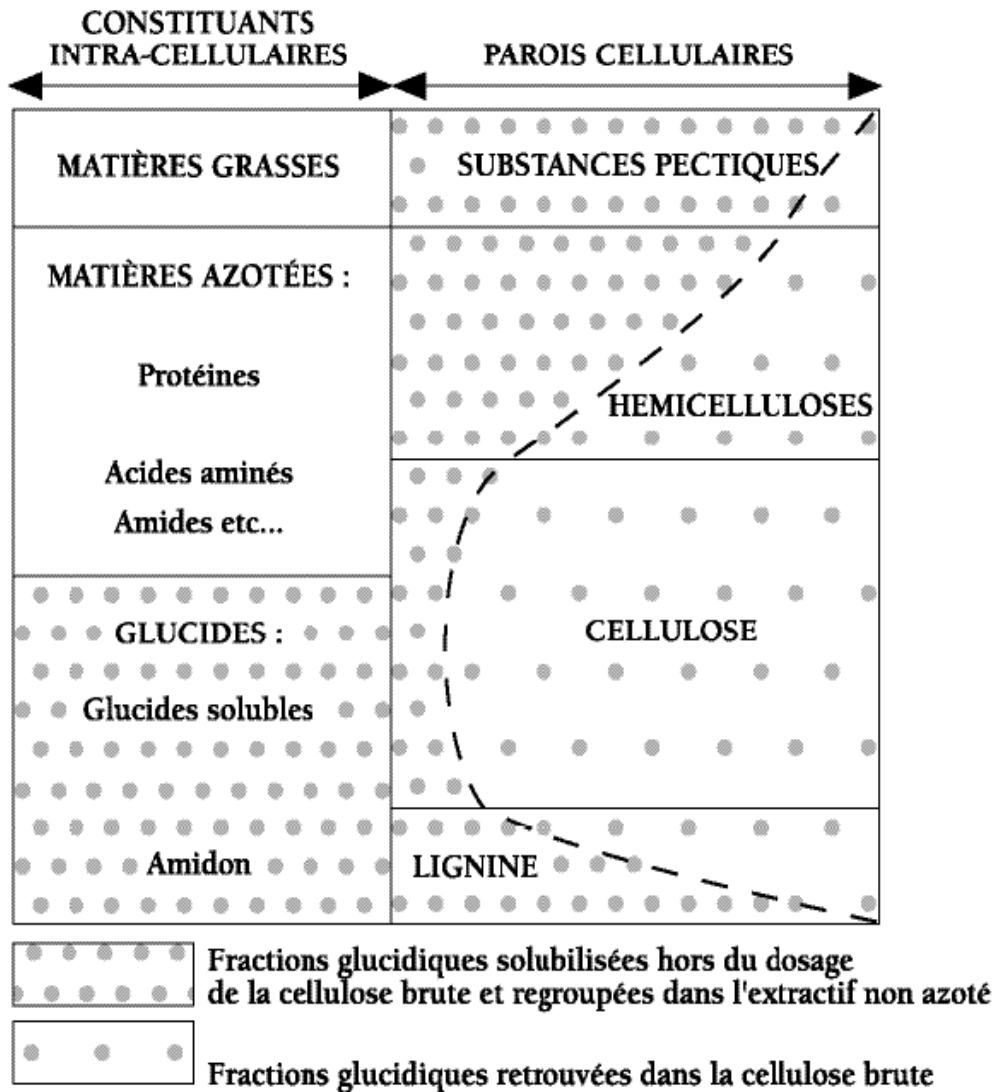 CONSTITUANTS
INTRA-CELLULAIRES
PAROIS CELLULAIRES
MATIÈRES GRASSES
SUBSTANCES PECTIQUES
MATIÈRES AZOTÉES :
Protéines
HEMICELLULOSES
Acides aminés
Amides etc...
GLUCIDES :
CELLULOSE
Glucides solubles
Amidon
LIGNINE
Fractions glucidiques solubilisées hors du dosage
de la cellulose brute et regroupées dans l'extractif non azoté
Fractions glucidiques retrouvées dans la cellulose brute